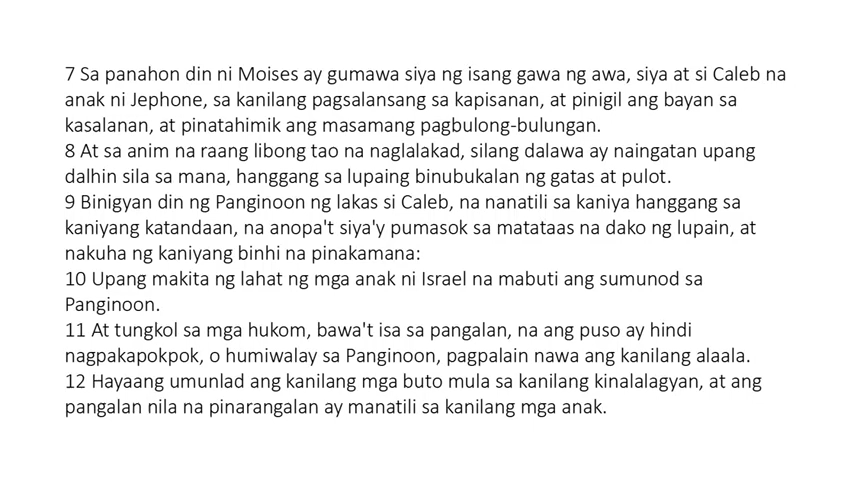 7 Sa panahon din ni Moises ay gumawa siya ng isang gawa ng awa, siya at si Caleb na
anak ni Jephone, sa kanilang pagsalansang sa kapisanan, at pinigil ang bayan sa
kasalanan, at pinatahimik ang masamang pagbulong-bulungan.
8 At sa anim na raang libong tao na naglalakad, silang dalawa ay naingatan upang
dalhin sila sa mana, hanggang sa lupaing binubukalan ng gatas at pulot.
9 Binigyan din ng Panginoon ng lakas si Caleb, na nanatili sa kaniya hanggang sa
kaniyang katandaan, na anopa't siya'y pumasok sa matataas na dako ng lupain, at
nakuha ng kaniyang binhi na pinakamana:
10 Upang makita ng lahat ng mga anak ni Israel na mabuti ang sumunod sa
Panginoon.
11 At tungkol sa mga hukom, bawa't isa sa pangalan, na ang puso ay hindi
nagpakapokpok, o humiwalay sa Panginoon, pagpalain nawa ang kanilang alaala.
12 Hayaang umunlad ang kanilang mga buto mula sa kanilang kinalalagyan, at ang
pangalan nila na pinarangalan ay manatili sa kanilang mga anak.